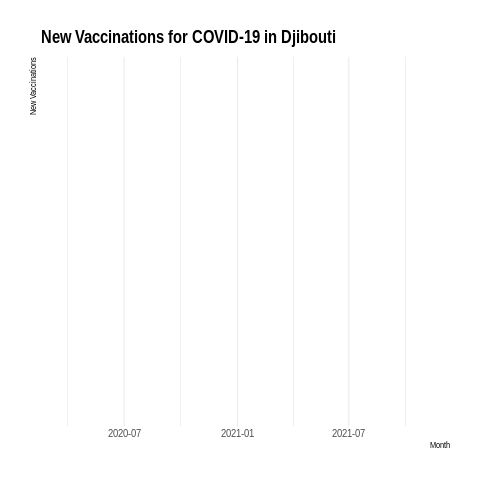 New Vaccinations for COVID-19 in Djibouti
New Vaccinations
2020-07
2021-01
2021-07
Month